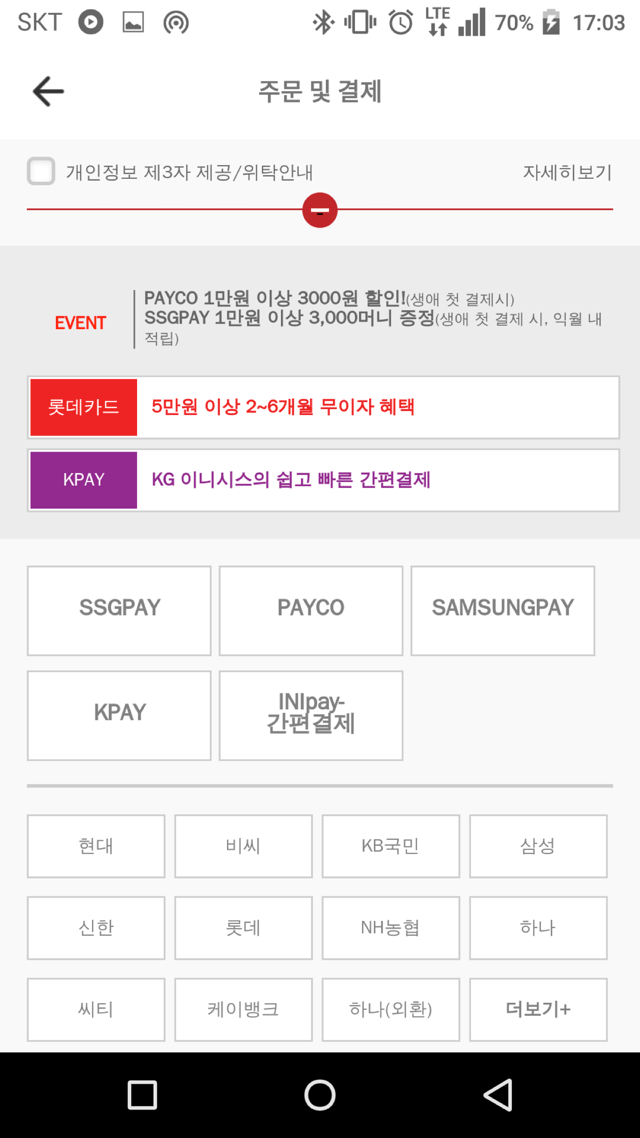 SKT LTE 70% 17:03
주문 및 결제
개인정보 제3자 제공/위탁안내 자세히보기
EVENT
PAYCO 1만원 이상 3000원 할인!(생애 첫 결제시)
SSGPAY 1만원 이상 3,000머니 증정(생애 첫 결제 시, 익월 내
적립)
롯데카드 5만원 이상 2~6개월 무이자 혜택
KPAY KG 이니시스의 쉽고 빠른 간편결제
SSGPAY PAYCO SAMSUNGPAY
KPAY INIpay-
간편결제
현대 비씨 KB국민 삼성
신한 롯데 NH농협 하나
씨티 케이뱅크 하나(외환) 더보기+